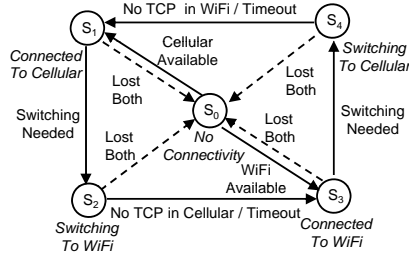 No TCP in WiFi / Timeout
S1
S4
Connected
To Cellular
Cellular
Available
Switching
To Cellular
Lost
Both
Lost
Both
S0
No
Connectivity
Switching
Needed
Lost
Both
Lost
Both
Switching
Needed
WiFi
Available
S2
S3
No TCP in Cellular / Timeout
Switching
To WiFi
Connected
To WiFi